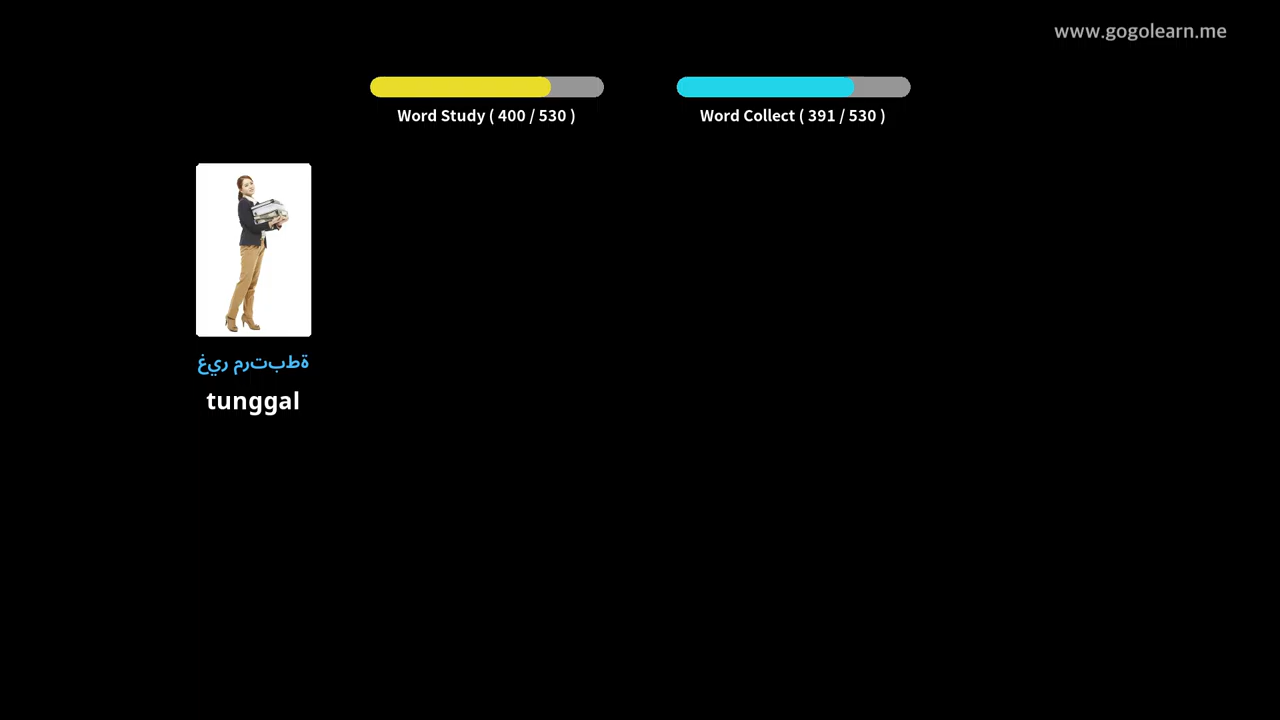 www.gogolearn.me
Word Study ( 400 / 530 )
Word Collect ( 391 / 530 )
غير مرتبطة
tunggal